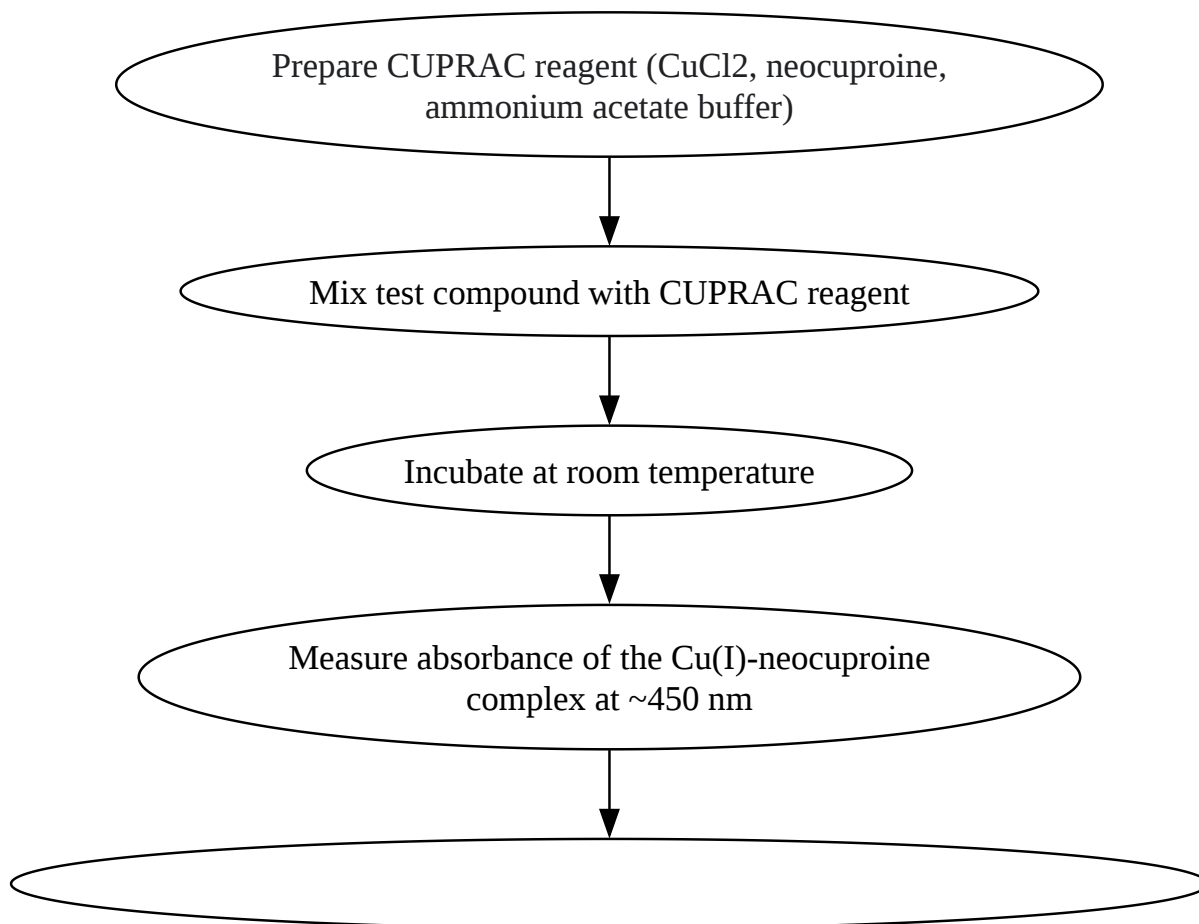 Prepare CUPRAC reagent (CuCl2, neocuproine,
ammonium acetate buffer)
Mix test compound with CUPRAC reagent
Incubate at room temperature
Measure absorbance of the Cu(I)-neocuproine
complex at ~450 nm